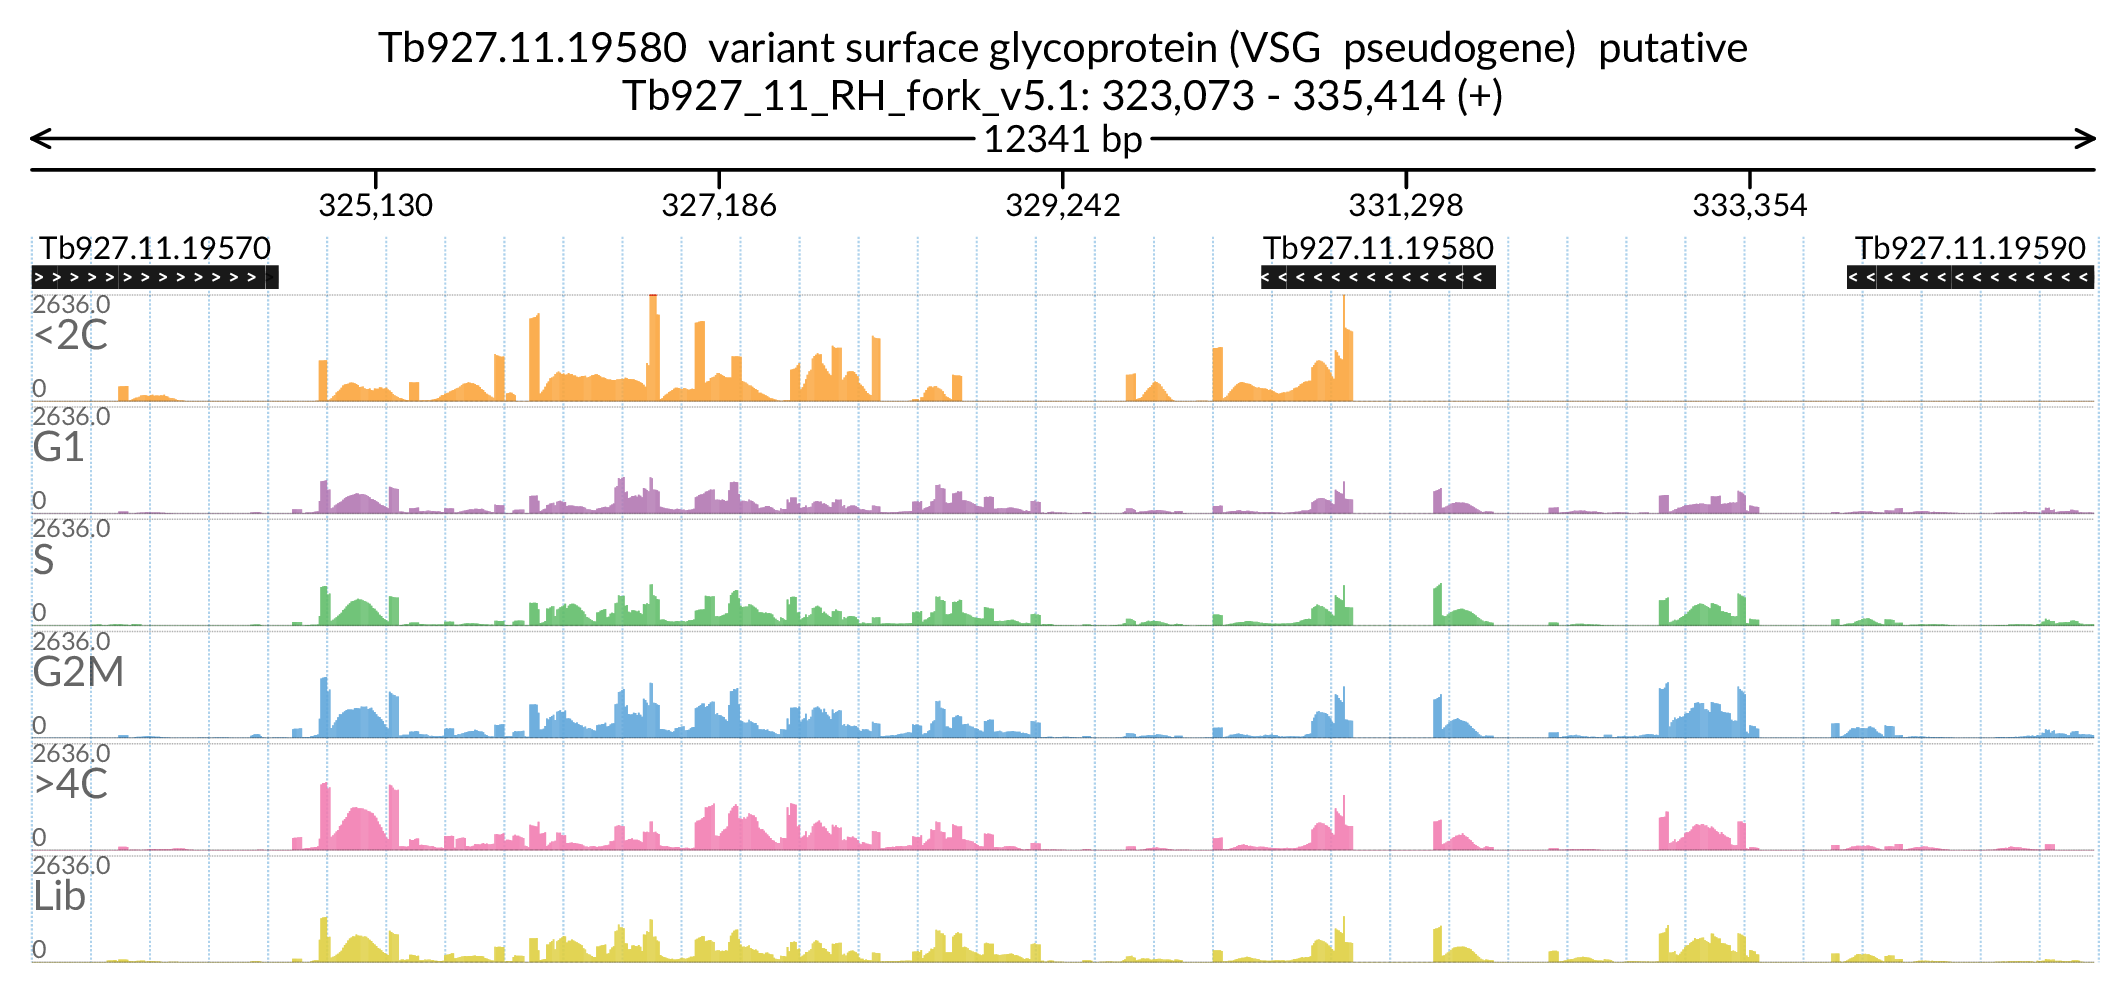 Tb927.11.19580  variant surface glycoprotein (VSG  pseudogene)  putative
Tb927_11_RH_fork_v5.1: 323,073 - 335,414 (+)
12341 bp
325,130 327,186 329,242 331,298 333,354
Tb927.11.19570 Tb927.11.19580 Tb927.11.19590
2636.0
<2C
0
2636.0
G1
0
2636.0
S
0
2636.0
G2M
0
2636.0
>4C
0
2636.0
Lib
0